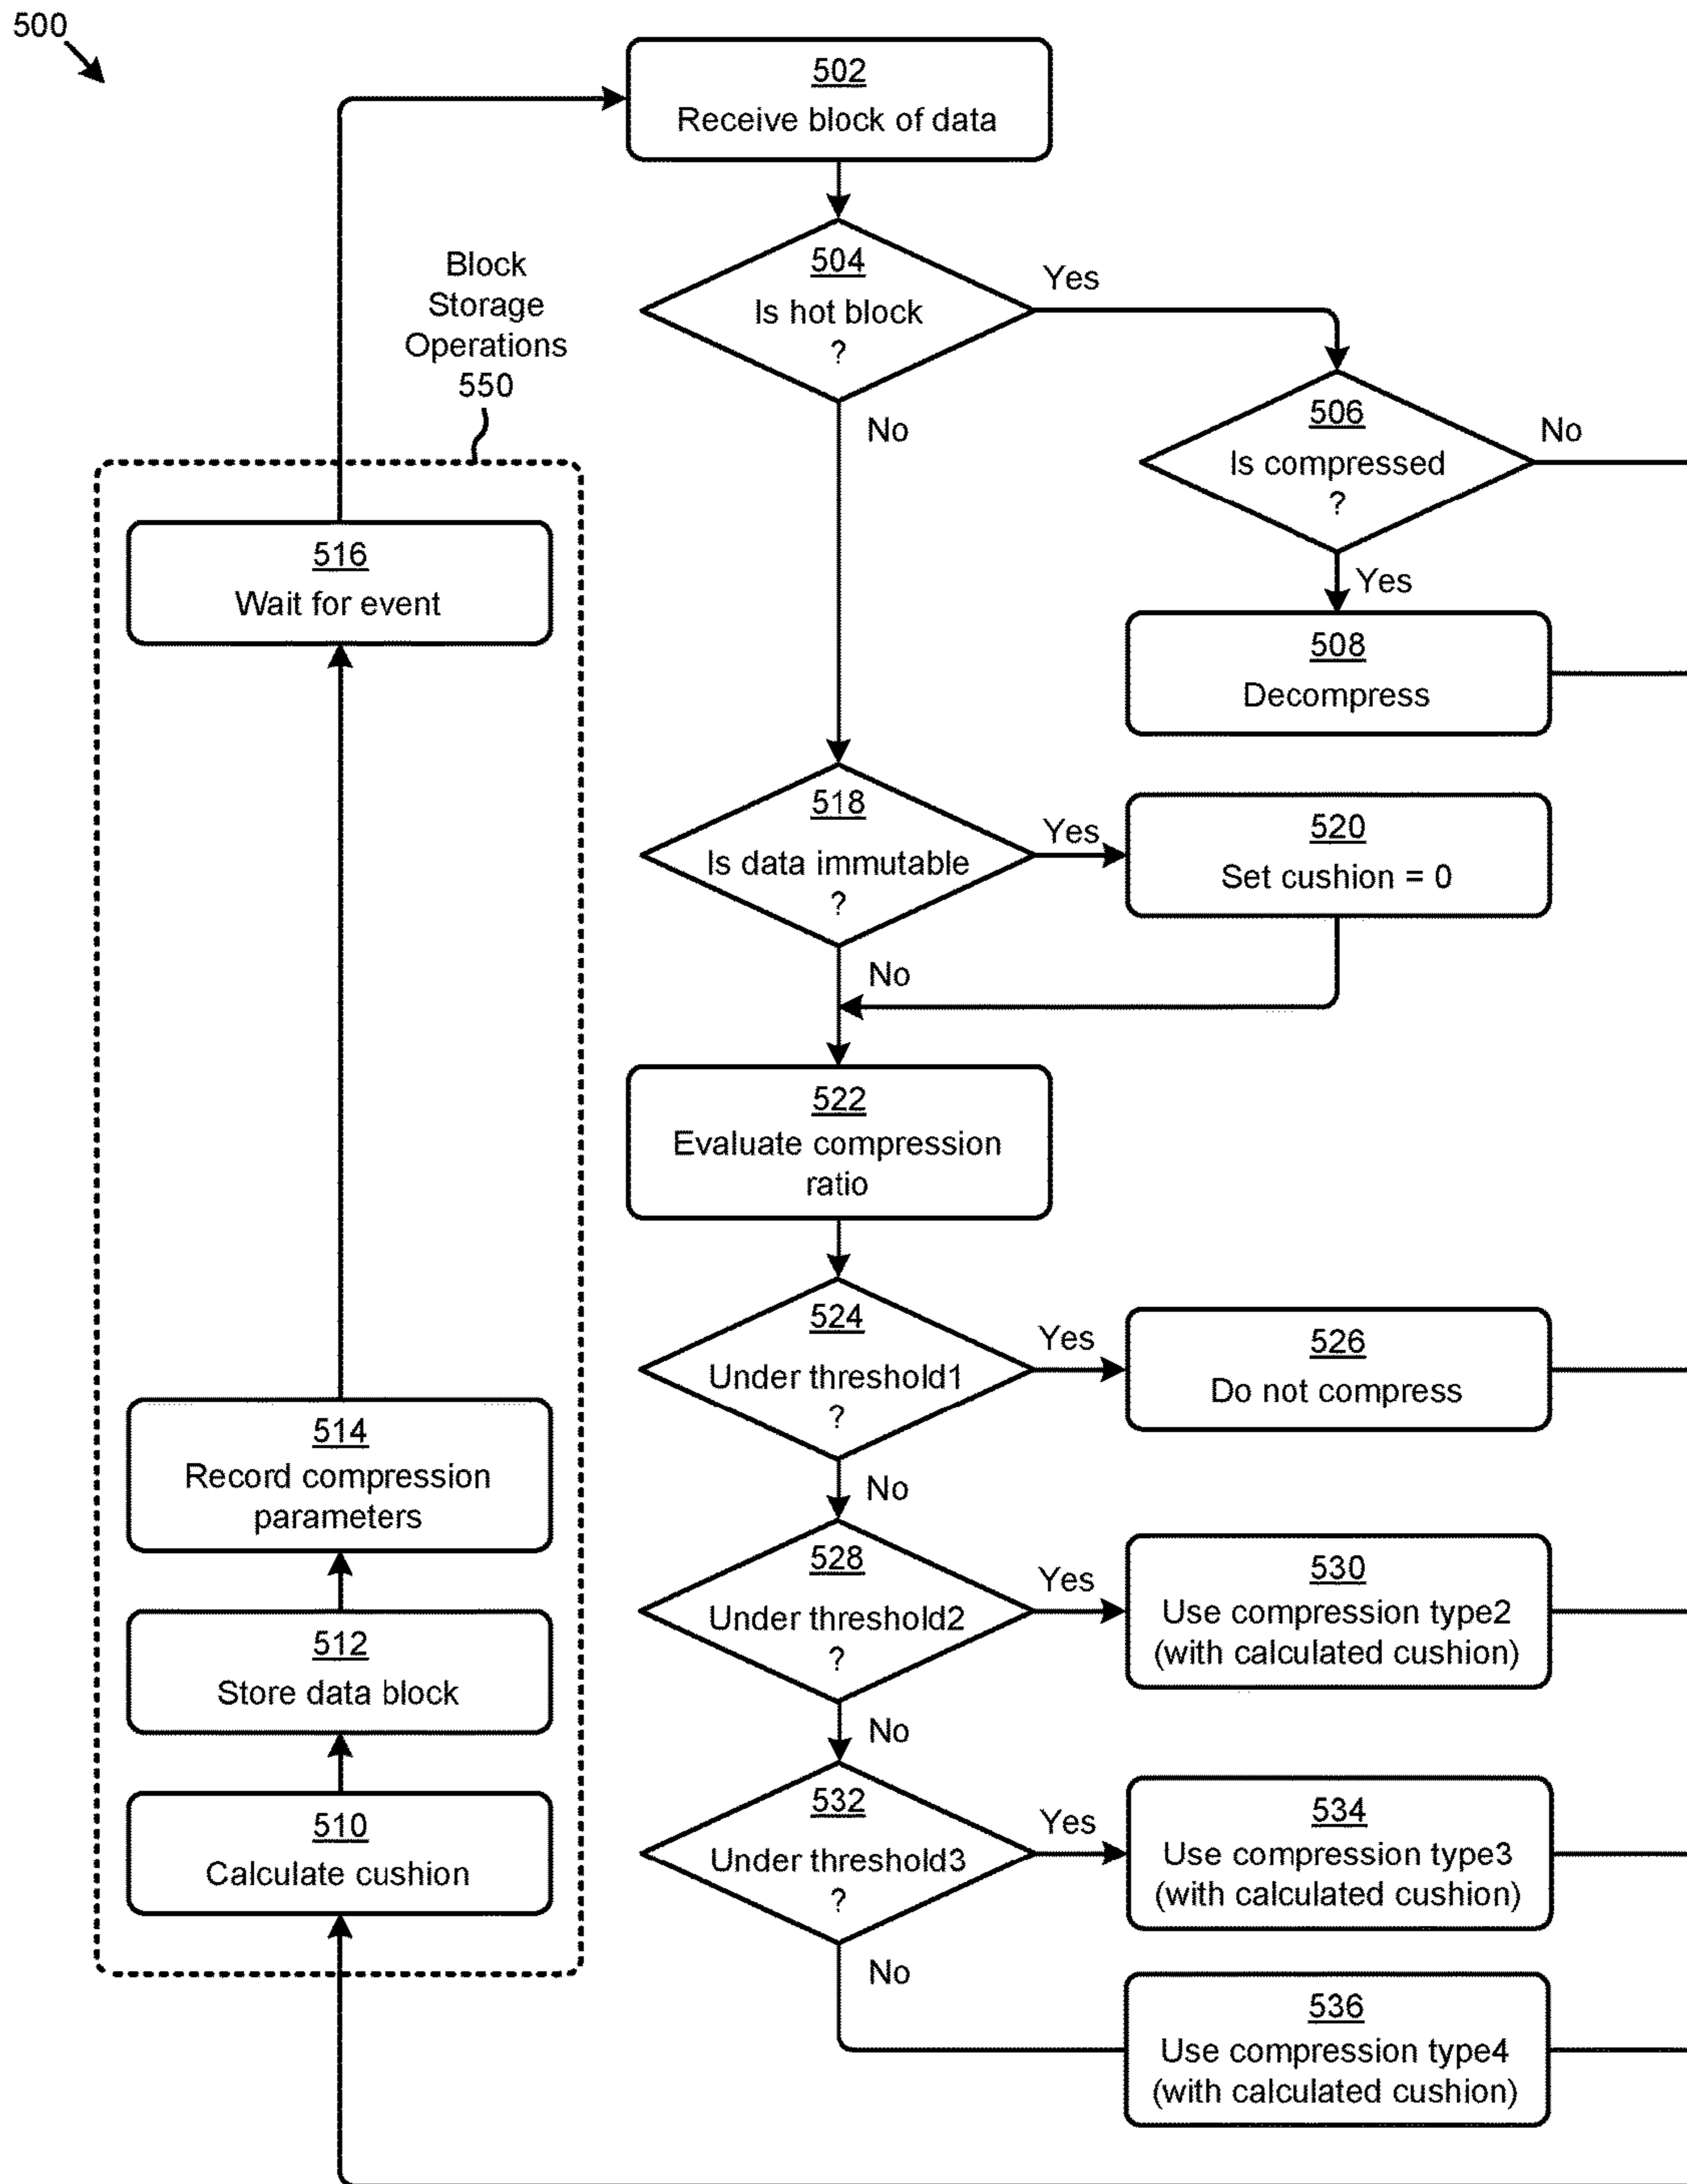 500
502
Receive block of data
504
Is hot block
?
Yes
No
506
Is compressed
?
No
Yes
508
Decompress
Block
Storage
Operations
550
516
Wait for event
518
Is data immutable
?
Yes
No
520
Set cushion = 0
522
Evaluate compression
ratio
524
Under threshold1
?
Yes
No
526
Do not compress
528
Under threshold2
?
Yes
No
530
Use compression type2
(with calculated cushion)
532
Under threshold3
?
Yes
No
534
Use compression type3
(with calculated cushion)
536
Use compression type4
(with calculated cushion)
514
Record compression
parameters
512
Store data block
510
Calculate cushion